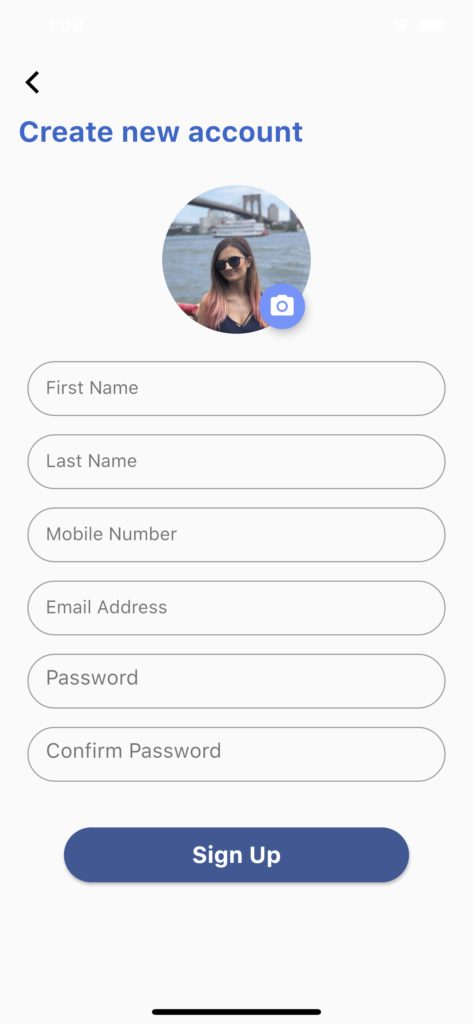 1:08
Create new account
First Name
Last Name
Mobile Number
Email Address
Password
Confirm Password
Sign Up